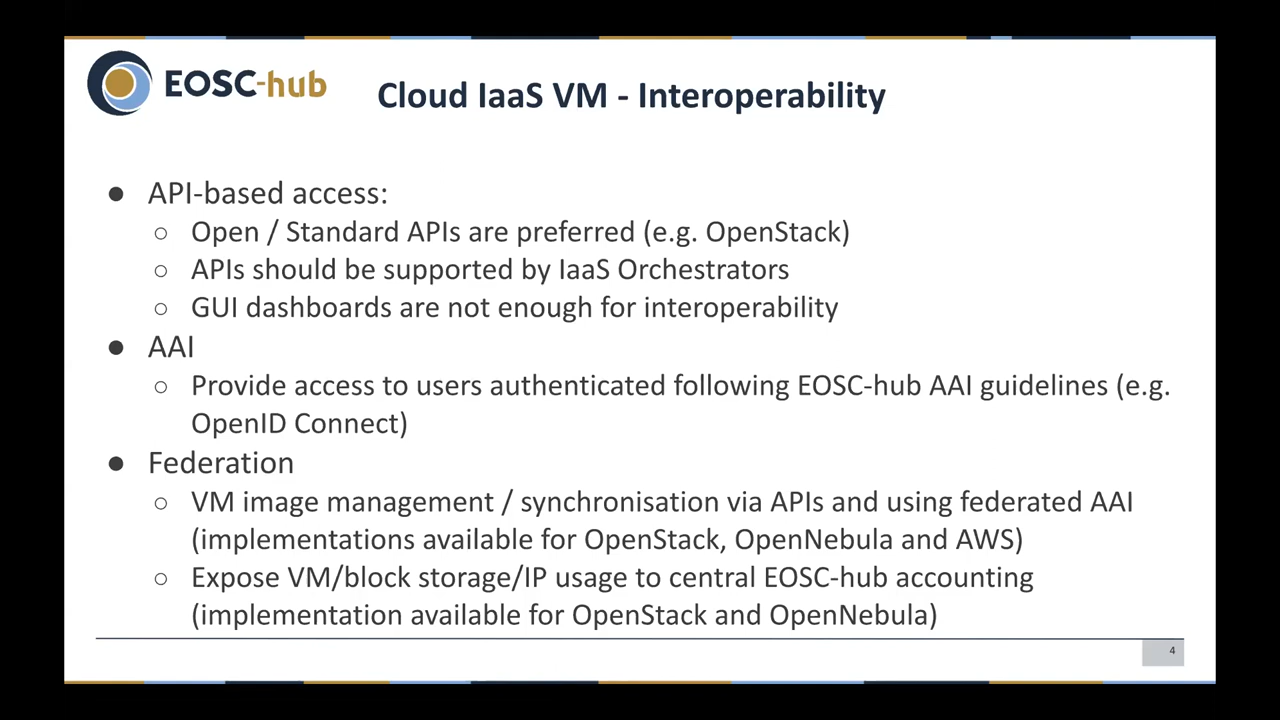 EOSC-hub
Cloud IaaS VM - Interoperability
● API-based access:
○ Open / Standard APIs are preferred (e.g. OpenStack)
○ APIs should be supported by IaaS Orchestrators
○ GUI dashboards are not enough for interoperability
● AAI
○ Provide access to users authenticated following EOSC-hub AAI guidelines (e.g.
OpenID Connect)
● Federation
○ VM image management / synchronisation via APIs and using federated AAI
(implementations available for OpenStack, OpenNebula and AWS)
○ Expose VM/block storage/IP usage to central EOSC-hub accounting
(implementation available for OpenStack and OpenNebula)
4